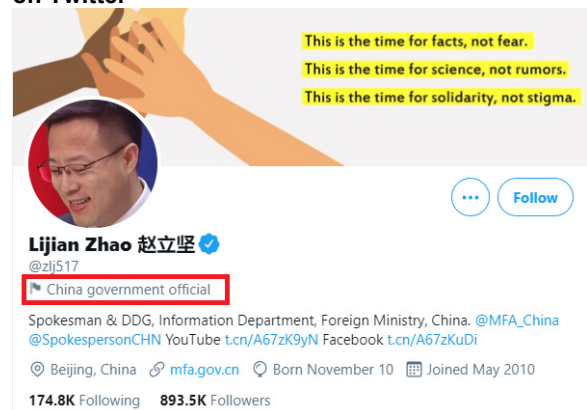 on Twitter
This is the time for facts, not fear.
This is the time for science, not rumors.
This is the time for solidarity, not stigma.
Follow
Lijian Zhao 赵立坚
@zlj517
China government official
Spokesman & DDG, Information Department, Foreign Ministry, China. @MFA_China
@SpokespersonCHN YouTube t.cn/A67zK9yN Facebook t.cn/A67zKuDi
Beijing, China mfa.gov.cn Born November 10 Joined May 2010
174.8K Following 893.5K Followers